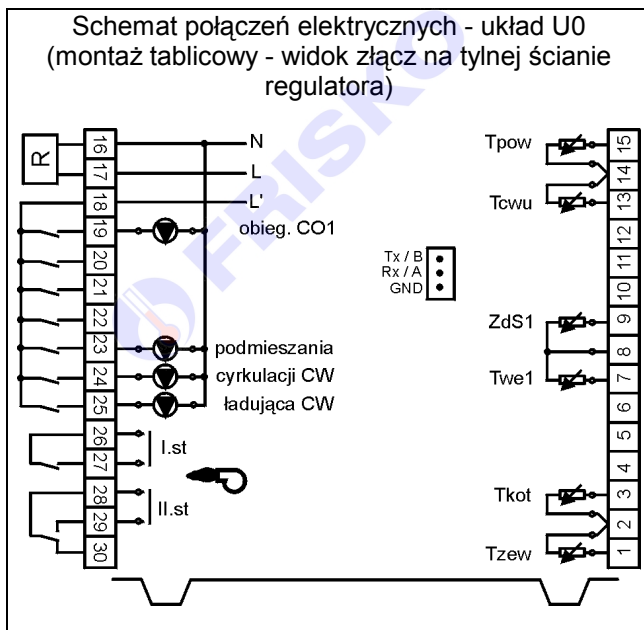 Schemat połączeń elektrycznych - układ U0
(montaż tablicowy - widok złącz na tylnej ścianie
regulatora)
FRISKO
R
16
17
18
19
20
21
22
23
24
25
26
27
28
29
30
N
L
L'
obieg. CO1
podmieszania
cyrkulacji CW
ładująca CW
I.st
II.st
Tx / B
Rx / A
GND
Tpow
Tcwu
ZdS1
Twe1
Tkot
Tzew
15
14
13
12
11
10
9
8
7
6
5
4
3
2
1